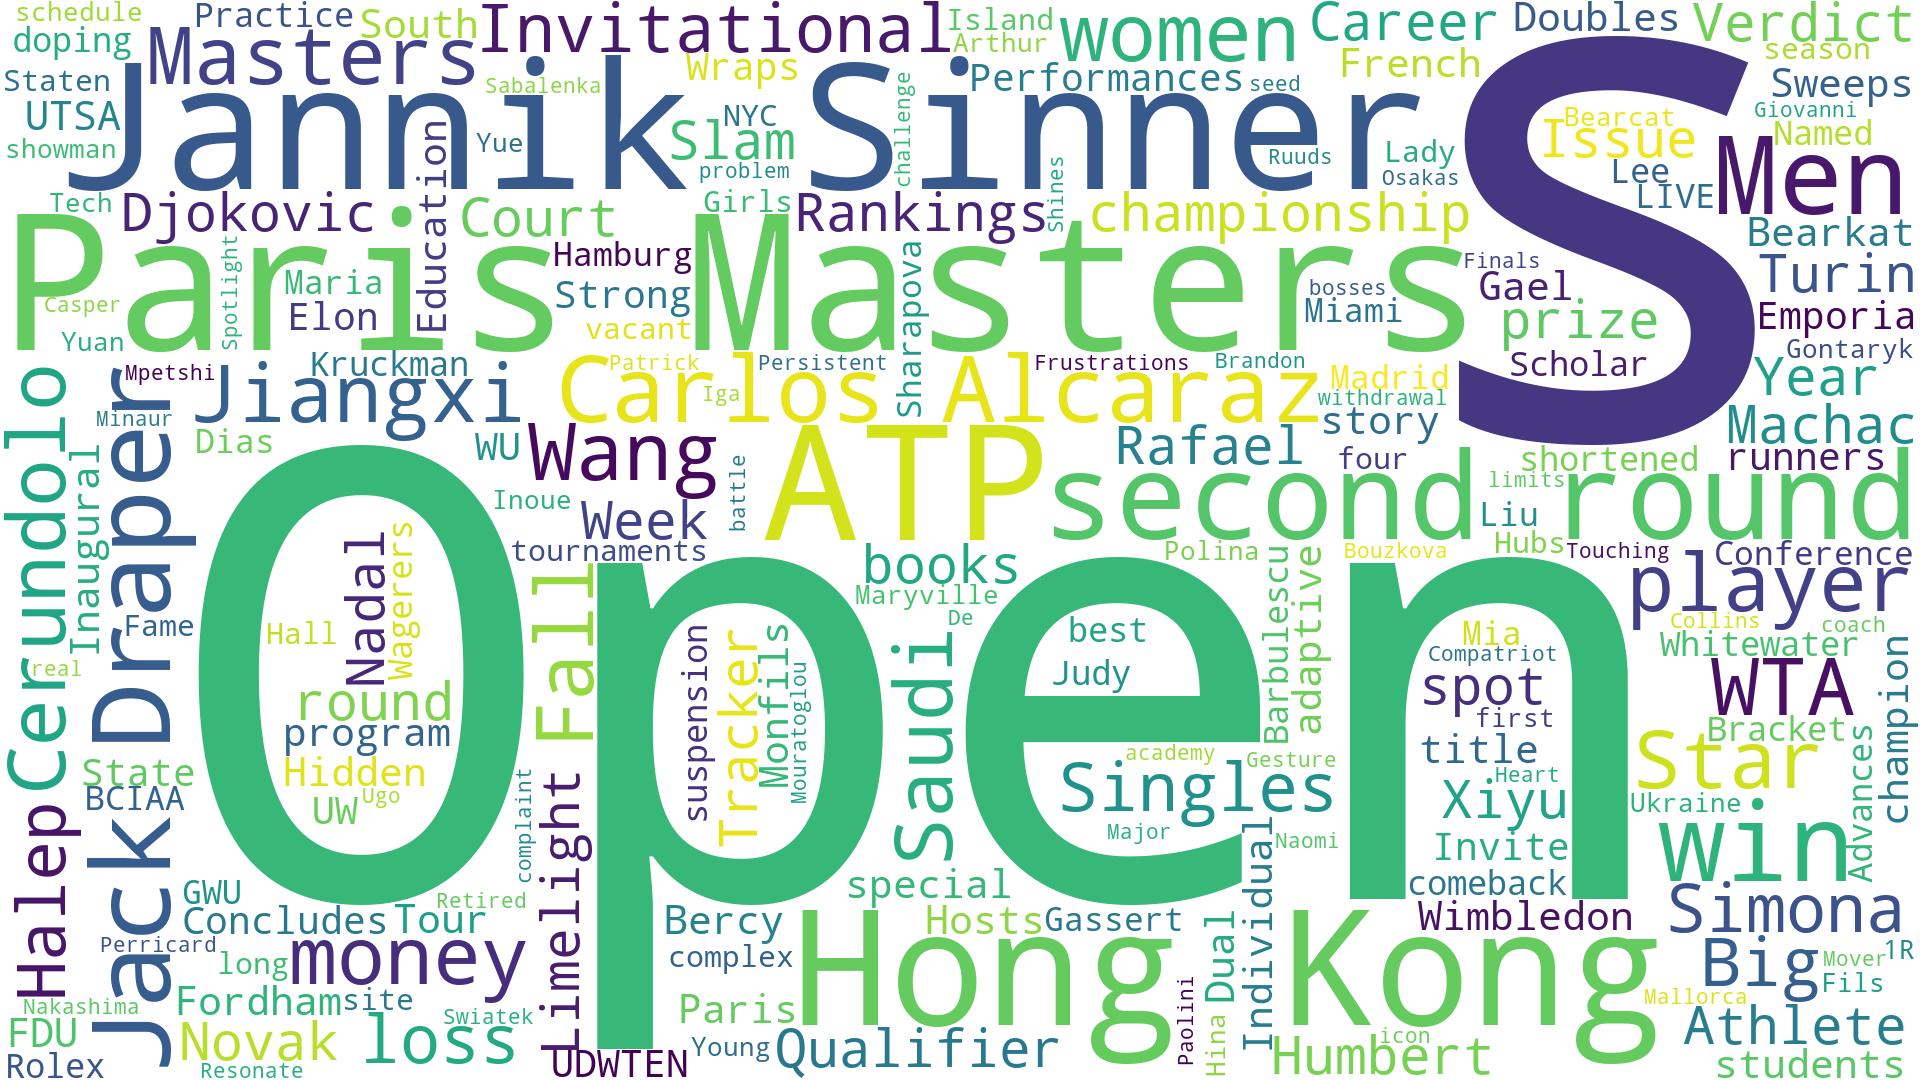 schedule
Practice
South
Invitational
Island
women
Career
Doubles
Verdict
doping
Masters
Arthur
French
season
Staten
Jannik Sinner
Sabalenka
Wraps
challenge
Performances
seed
S
Sweeps
UTSA
Yue
NYC
Slam
Bearcat
Issue
Giovanni
Named
Men
showman
Education
problem
Ruuds
Lady
Osakas
Lee
LIVE
Tech
Djokovic
Court
Girls
Rankings
Shines
championship
Bearkat
Paris Masters
Spotlight
Maria
Hamburg
Sharapova
Finals
Gael
Turin
Casper
Elon
Strong
bosses
Miami
prize
Emporia
Yuan
vacant
Scholar
Gontaryk
Mpetshi
Kruckman
Patrick
Persistent
Frustrations
Brandon
Madrid
Year
Cerundolo
Jack Draper
Jiangxi
Carlos Alcaraz
Iga
withdrawal
Minaur
story
Machac
Dias
WU
Wang
ATP
Rafael
four
shortened
runners
Inaugural
Open
Inoue
battle
second round
limits
Week
Liu
Hubs
Nadal
Wagerers
tournaments
books
Polina
Barbulescu
adaptive
Bouzkova
Touching
Conference
player
Fame
Hall
Fall
Maryville
De
Collins
coach
real
round
suspension
Tracker
Monfils
Mouratoglou
Saudi
best
Judy
Mia
Compatriot
spot
Whitewater
WTA
champion
program
first
Bracket
State
Hidden
academy
Gesture
title
Star
Advances
BCIAA
UW
Ugo
complaint
Limelight
Singles
Heart
Xiyu
Ukraine
Halep
Major
Naomi
Invite
win
GWU
Retired
special
Individual
comeback
Simona
Concludes
Tour
Bercy
Hosts
Gassert
Dual
Wimbledon
Perricard
long
money
complex
Hong Kong
Big
1R
Mover
Fils
Nakashima
Fordham
site
Swiatek
Paris
Paolini
Hina
Mallorca
FDU
Novak
loss
Young
Qualifier
Humbert
icon
Athlete
Rolex
Resonate
UDWTEN
students